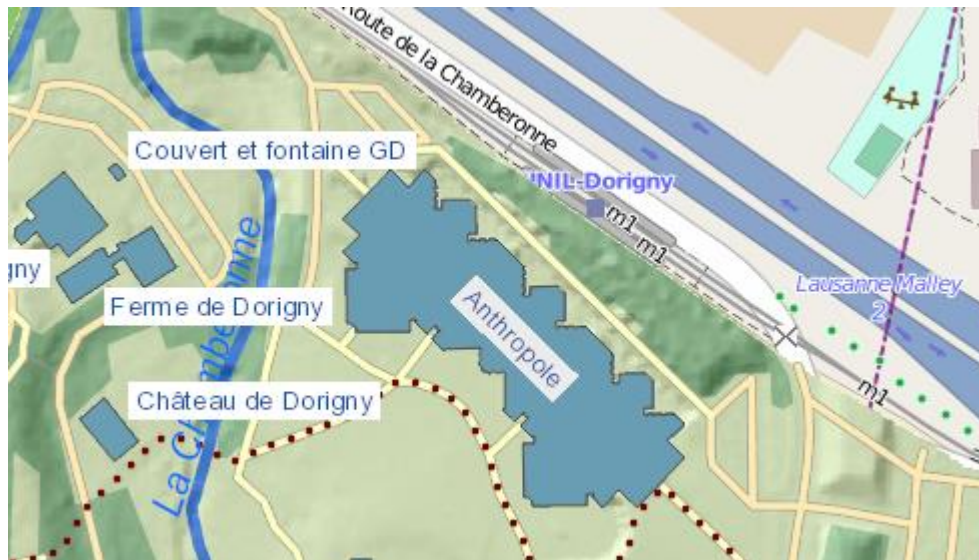 Route de la Chamberonne
Couvert et fontaine GD
UNIL-Dorigny
m1
m1
gny
Ferme de Dorigny
La Chamberonne
Anthropole
Lausanne Malley
2
Château de Dorigny
m1